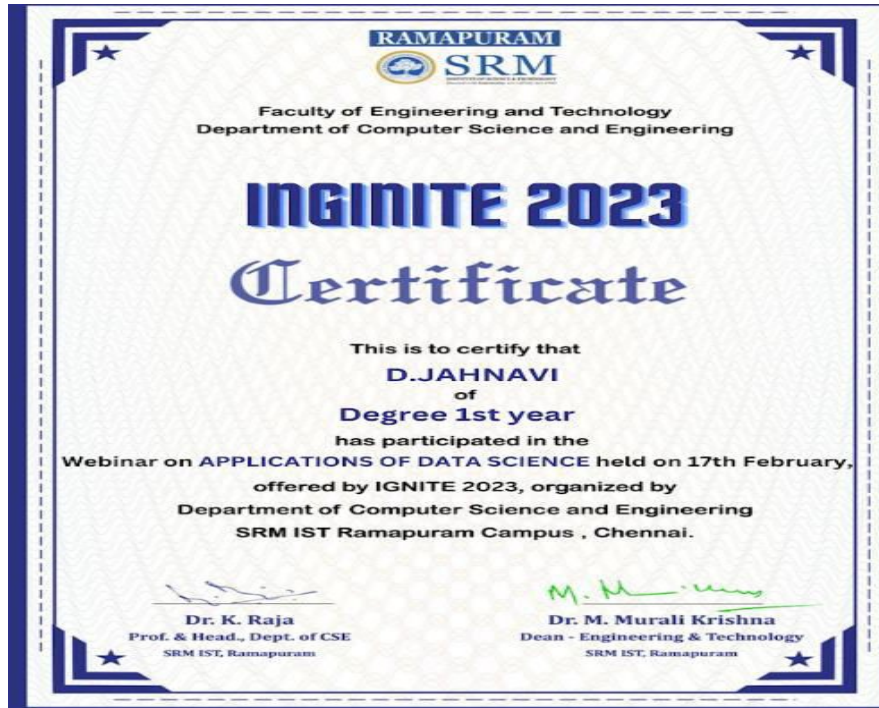 RAMAPURAM
SRM
Faculty of Engineering and Technology
Department of Computer Science and Engineering
INGINITE 2023
Certificate
This is to certify that
D.JAHNAVI
of
Degree 1st year
has participated in the
Webinar on APPLICATIONS OF DATA SCIENCE held on 17th February,
offered by IGNITE 2023, organized by
Department of Computer Science and Engineering
SRM IST Ramapuram Campus , Chennai.
Dr. K. Raja
Prof. & Head., Dept. of CSE
SRM IST, Ramapuram
Dr. M. Murali Krishna
Dean - Engineering & Technology
SRM IST, Ramapuram